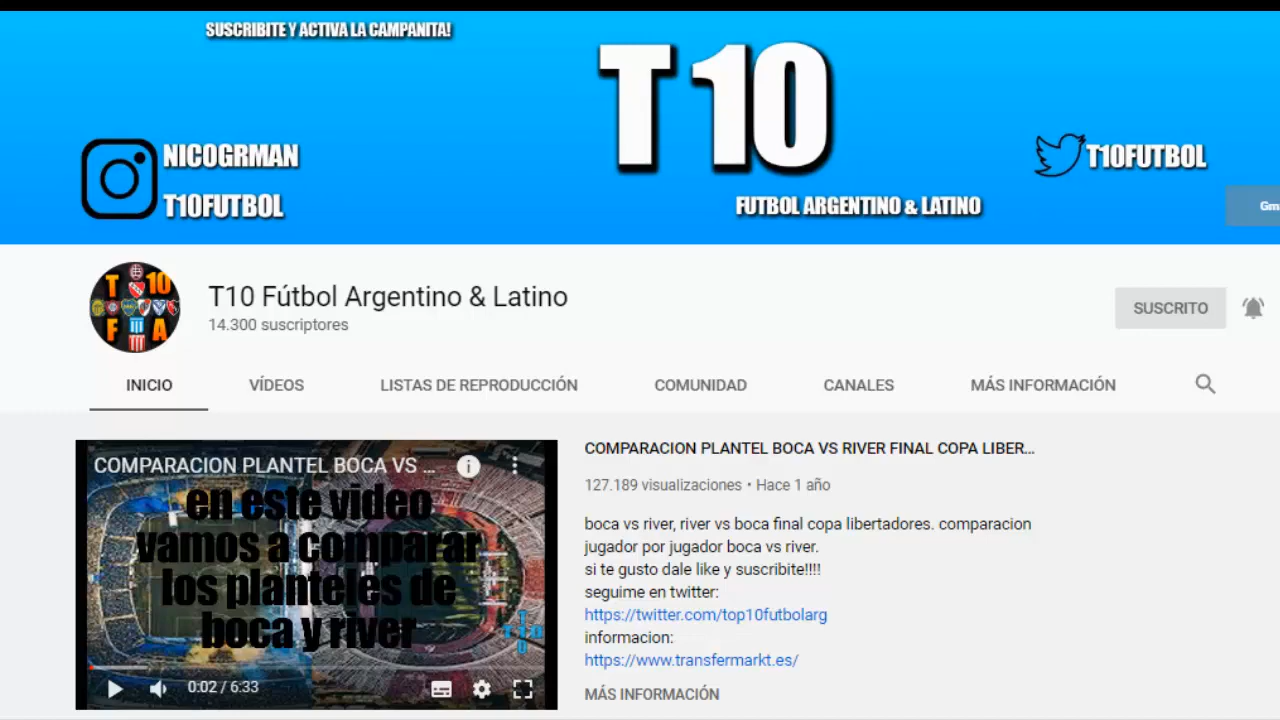 SUSCRIBITE Y ACTIVA LA CAMPANITA!
T 10
NICOGRMAN
T10FUTBOL
T10FUTBOL
FUTBOL ARGENTINO & LATINO
Gm
T 10
F A
T10 Fútbol Argentino & Latino
14.300 suscriptores
SUSCRITO
INICIO VÍDEOS LISTAS DE REPRODUCCIÓN COMUNIDAD CANALES MÁS INFORMACIÓN
COMPARACION PLANTEL BOCA VS ...
en este video
vamos a comparar
los planteles de
boca y river
T10
0:02 / 6:33
COMPARACION PLANTEL BOCA VS RIVER FINAL COPA LIBER...
127.189 visualizaciones • Hace 1 año
boca vs river, river vs boca final copa libertadores. comparacion
jugador por jugador boca vs river.
si te gusto dale like y suscribite!!!!
seguime en twitter:
https://twitter.com/top10futbolarg
informacion:
https://www.transfermarkt.es/
MÁS INFORMACIÓN